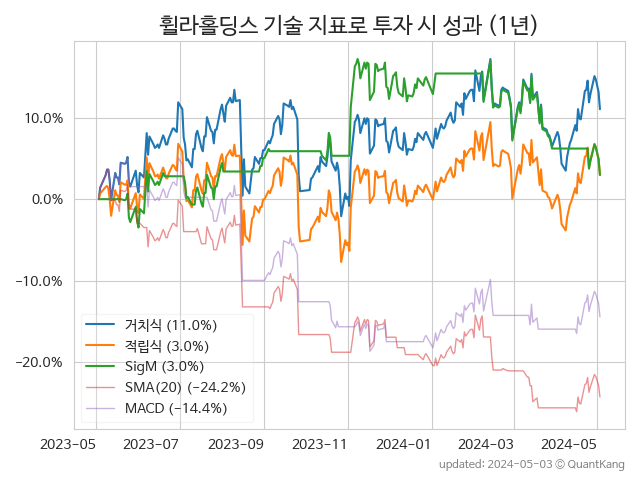 휠라홀딩스 기술 지표로 투자 시 성과 (1년)
10.0%
0.0%
−10.0%
−20.0%
거치식 (11.0%)
적립식 (3.0%)
SigM (3.0%)
SMA(20) (−24.2%)
MACD (−14.4%)
2023-05 2023-07 2023-09 2023-11 2024-01 2024-03 2024-05
updated: 2024-05-03 ⓒ QuantKang